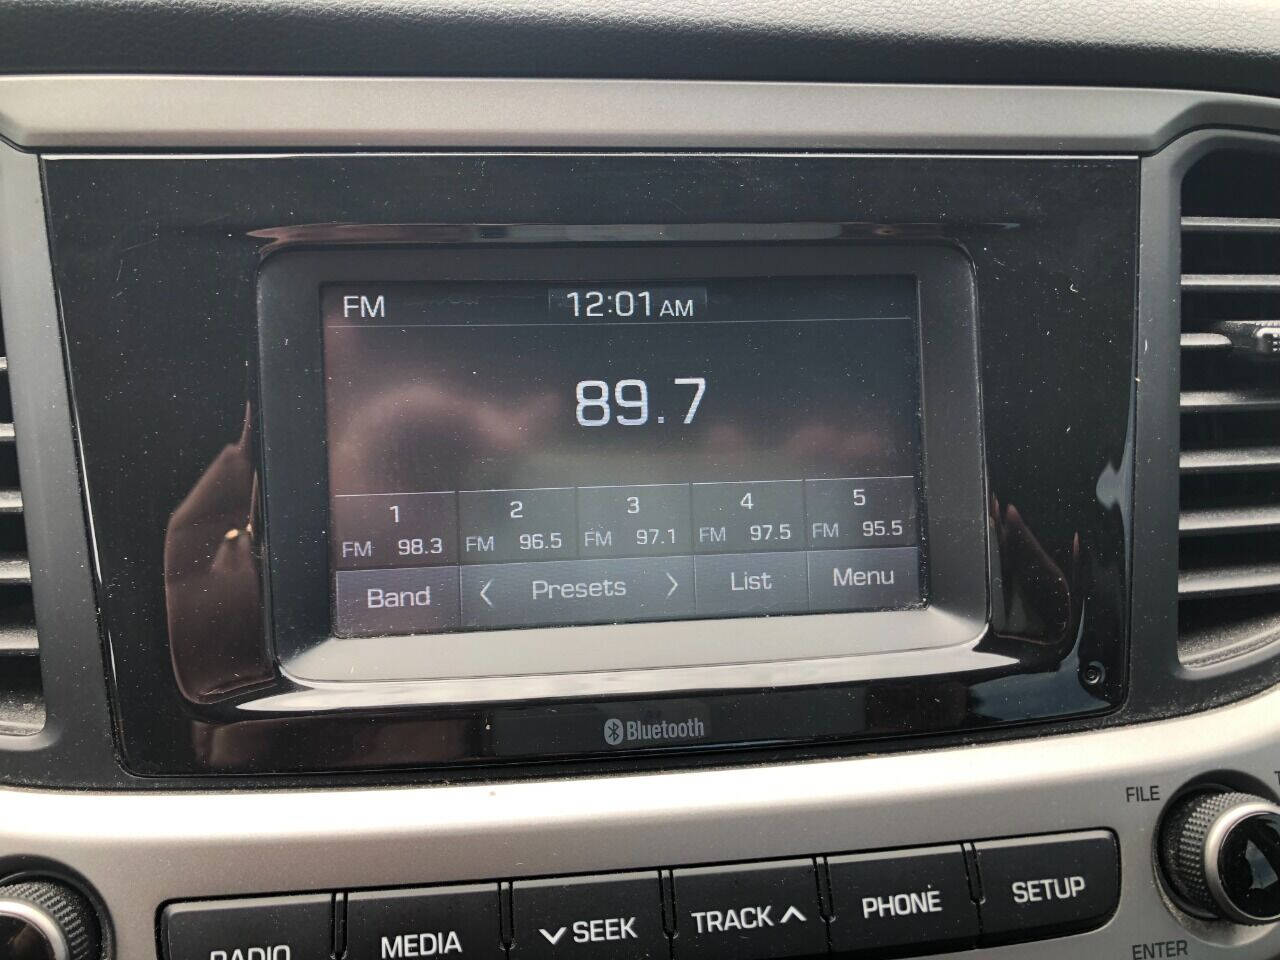 FM 12:01 AM
89.7
1 2 3 4 5
FM 98.3 FM 96.5 FM 97.1 FM 97.5 FM 95.5
Band < Presets > List Menu
Bluetooth
FILE
RADIO MEDIA SEEK TRACK PHONE SETUP
ENTER